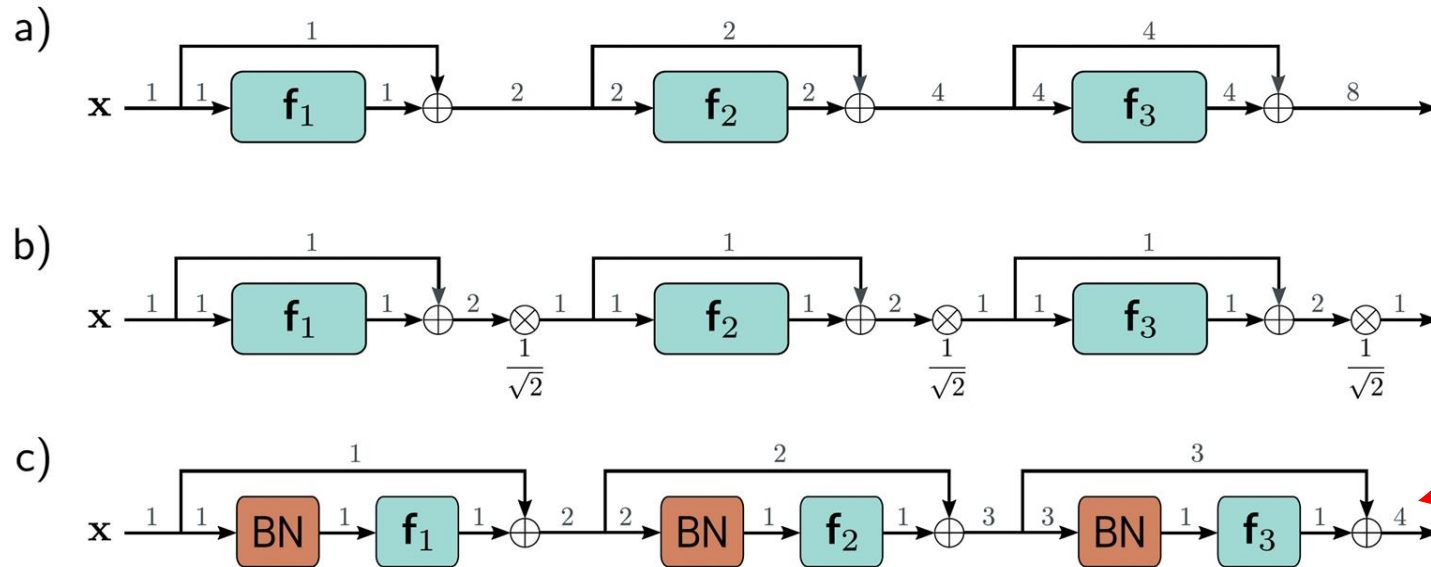 a)
1 2 4
x 1 1 f₁ 1 ⊕ 2 2 f₂ 2 ⊕ 4 4 f₃ 4 ⊕ 8
b)
1 1 1
x 1 1 f₁ 1 ⊕ 2 ⊗ 1 1 f₂ 1 ⊕ 2 ⊗ 1 1 f₃ 1 ⊕ 2 ⊗ 1
1/√2 1/√2 1/√2
c)
1 2 3
x 1 1 BN 1 f₁ 1 ⊕ 2 2 BN 1 f₂ 1 ⊕ 3 3 BN 1 f₃ 1 ⊕ 4